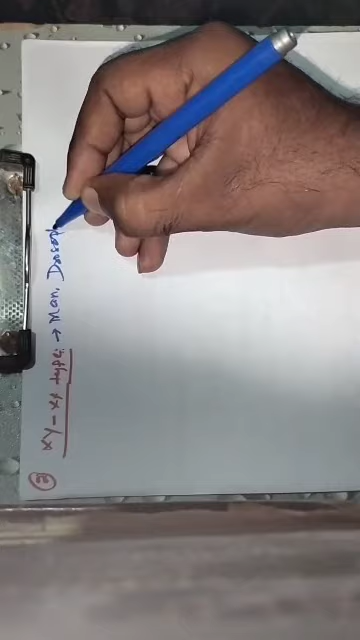 ③ XY - XX type: → Man, Drosop